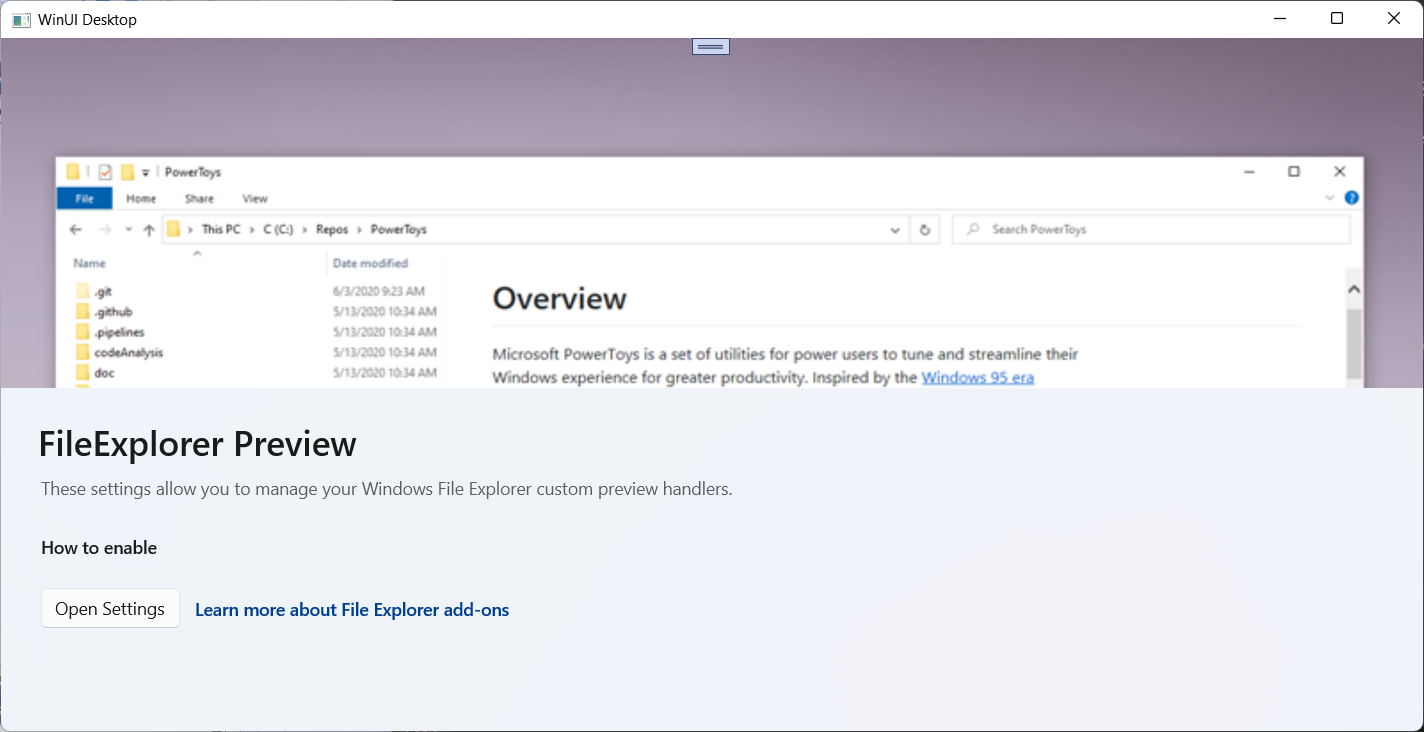 WinUI Desktop
PowerToys
File Home Share View
This PC › C (C:) › Repos › PowerToys
Search PowerToys
Name Date modified
.git 6/3/2020 9:23 AM
.github 5/13/2020 10:34 AM
.pipelines 5/13/2020 10:34 AM
codeAnalysis 5/13/2020 10:34 AM
doc 5/13/2020 10:34 AM
Overview
Microsoft PowerToys is a set of utilities for power users to tune and streamline their
Windows experience for greater productivity. Inspired by the Windows 95 era
FileExplorer Preview
These settings allow you to manage your Windows File Explorer custom preview handlers.
How to enable
Open Settings Learn more about File Explorer add-ons